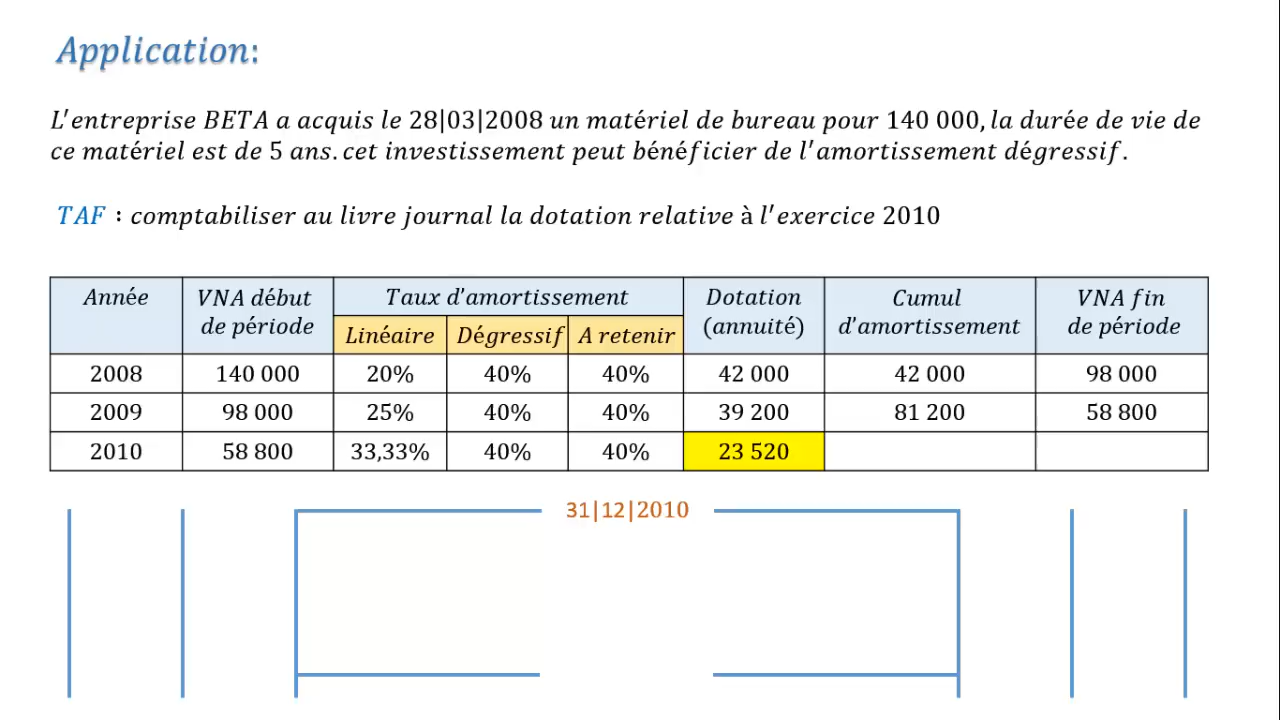 Application:
L'entreprise BETA a acquis le 28|03|2008 un matériel de bureau pour 140 000, la durée de vie de
ce matériel est de 5 ans. cet investissement peut bénéficier de l'amortissement dégressif.
TAF : comptabiliser au livre journal la dotation relative à l'exercice 2010
Année VNA début de période Taux d'amortissement Dotation (annuité) Cumul d'amortissement VNA fin de période
Linéaire Dégressif A retenir
2008 140 000 20% 40% 40% 42 000 42 000 98 000
2009 98 000 25% 40% 40% 39 200 81 200 58 800
2010 58 800 33,33% 40% 40% 23 520
31|12|2010